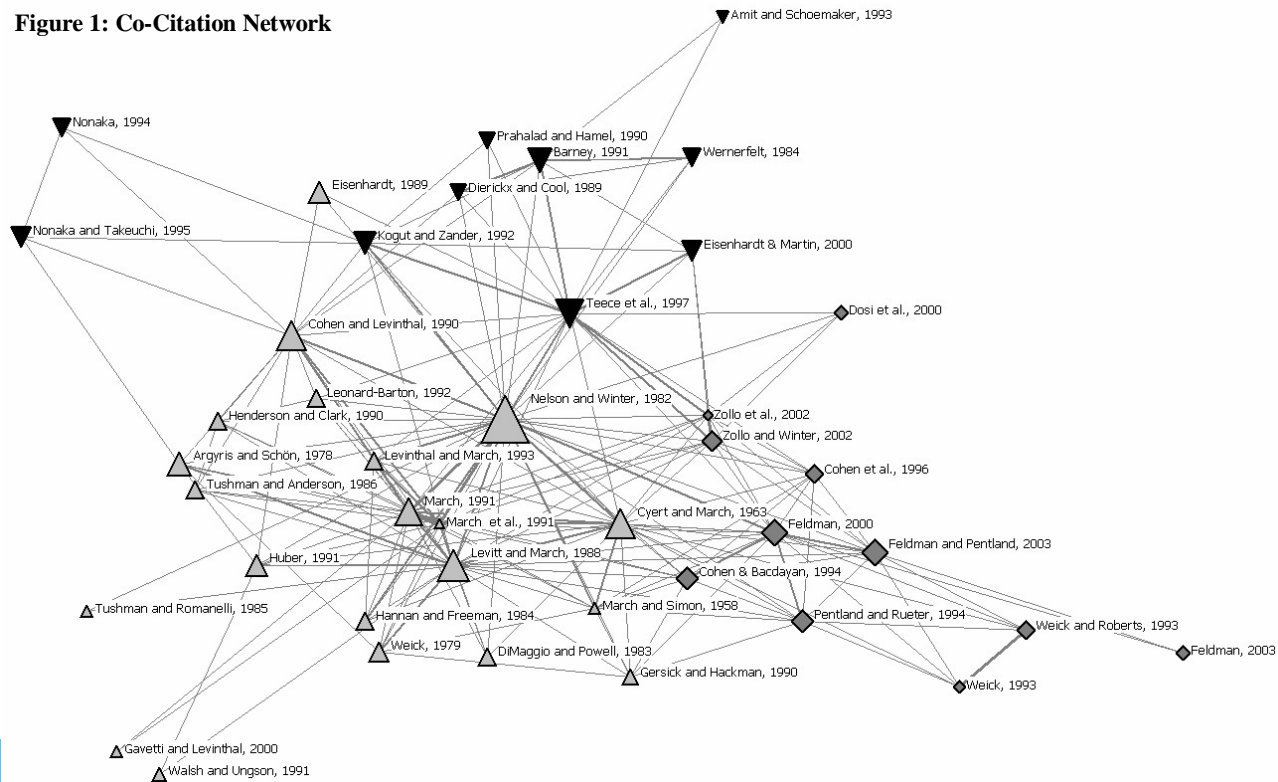 Figure 1: Co-Citation Network
Amit and Schoemaker, 1993
Nonaka, 1994
Prahalad and Hamel, 1990
Barney, 1991
Wernerfelt, 1984
Eisenhardt, 1989
Dierickx and Cool, 1989
Nonaka and Takeuchi, 1995
Kogut and Zander, 1992
Eisenhardt & Martin, 2000
Teece et al., 1997
Dosi et al., 2000
Cohen and Levinthal, 1990
Leonard-Barton, 1992
Nelson and Winter, 1982
Henderson and Clark, 1990
Zollo et al., 2002
Zollo and Winter, 2002
Argyris and Schön, 1978
Levinthal and March, 1993
Cohen et al., 1996
Tushman and Anderson, 1986
March, 1991
Cyert and March, 1963
March et al., 1991
Feldman, 2000
Feldman and Pentland, 2003
Levitt and March, 1988
Huber, 1991
Cohen & Bacdayan, 1994
Tushman and Romanelli, 1985
Hannan and Freeman, 1984
March and Simon, 1958
Pentland and Rueter, 1994
Weick and Roberts, 1993
Weick, 1979
DiMaggio and Powell, 1983
Feldman, 2003
Gersick and Hackman, 1990
Weick, 1993
Gavetti and Levinthal, 2000
Walsh and Ungson, 1991